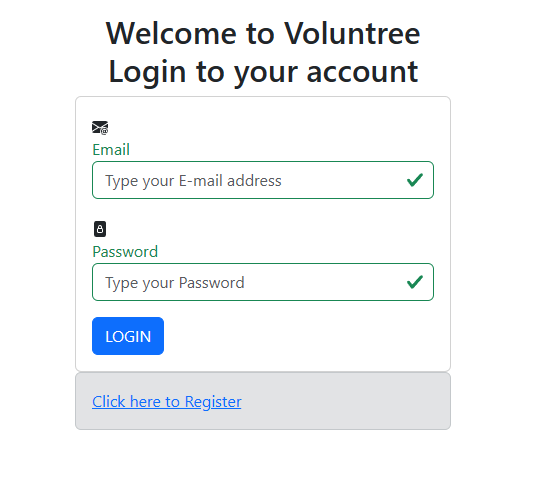 Welcome to Voluntree
Login to your account
Email
Type your E-mail address
Password
Type your Password
LOGIN
Click here to Register